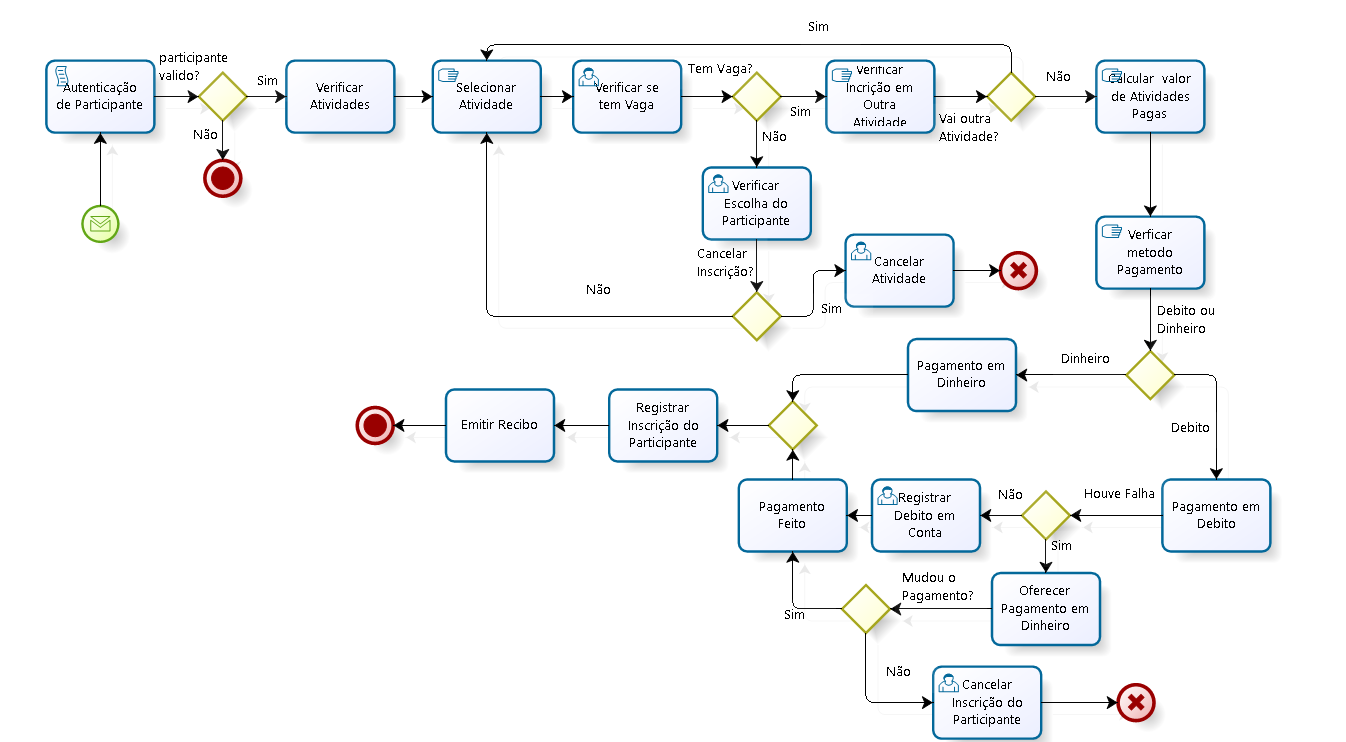 Sim
participante
valido?
Autenticação
de Participante
Sim
Não
Verificar
Atividades
Selecionar
Atividade
Verificar se
tem Vaga
Tem Vaga?
Sim
Não
Verificar
Incrição em
Outra
Atividade
Vai outra
Atividade?
Não
Calcular valor
de Atividades
Pagas
Verificar
Escolha do
Participante
Cancelar
Inscrição?
Não
Sim
Cancelar
Atividade
Verficar
metodo
Pagamento
Debito ou
Dinheiro
Dinheiro
Debito
Pagamento em
Dinheiro
Registrar
Inscrição do
Participante
Emitir Recibo
Pagamento em
Debito
Houve Falha
Não
Sim
Registrar
Debito em
Conta
Pagamento
Feito
Oferecer
Pagamento em
Dinheiro
Mudou o
Pagamento?
Sim
Não
Cancelar
Inscrição do
Participante